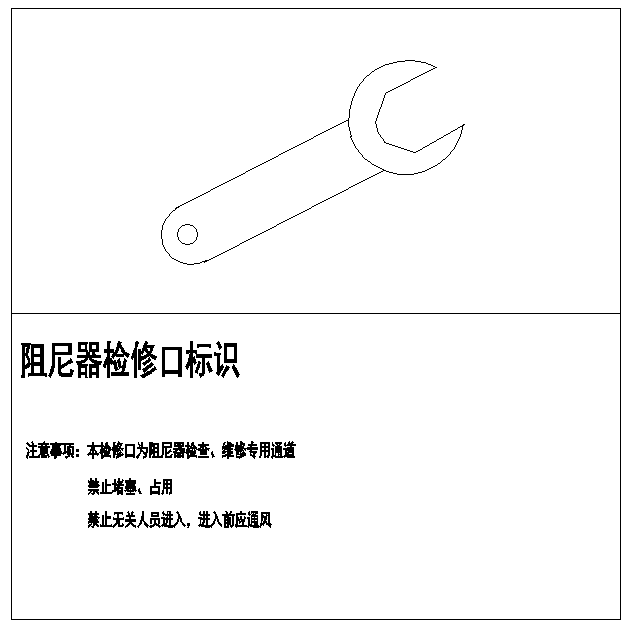 阻尼器检修口标识
注意事项：本检修口为阻尼器检查、维修专用通道
禁止堵塞、占用
禁止无关人员进入，进入前应通风